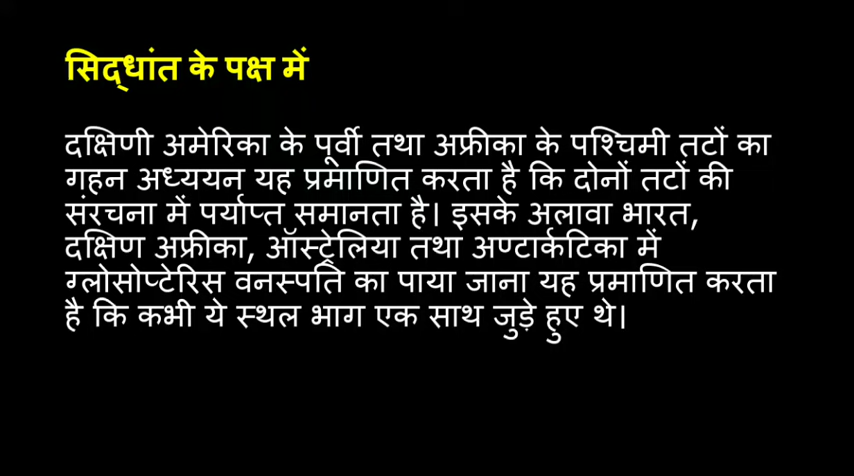 सिद्धांत के पक्ष में
दक्षिणी अमेरिका के पूर्वी तथा अफ्रीका के पश्चिमी तटों का
गहन अध्ययन यह प्रमाणित करता है कि दोनों तटों की
संरचना में पर्याप्त समानता है। इसके अलावा भारत,
दक्षिण अफ्रीका, ऑस्ट्रेलिया तथा अण्टार्कटिका में
ग्लोसोप्टेरिस वनस्पति का पाया जाना यह प्रमाणित करता
है कि कभी ये स्थल भाग एक साथ जुड़े हुए थे।